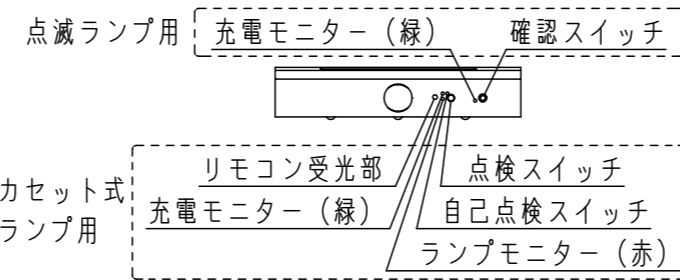 点滅ランプ用
充電モニター（緑） 確認スイッチ
カセット式
ランプ用
リモコン受光部 点検スイッチ
充電モニター（緑） 自己点検スイッチ
ランプモニター（赤）